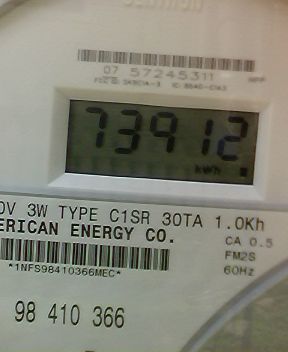 07 57245311
73912
kWh
0V 3W TYPE C1SR 30TA 1.0Kh
ERICAN ENERGY CO.
CA 0.5
FM2S
*1NFS98410366MEC*
60Hz
98 410 366